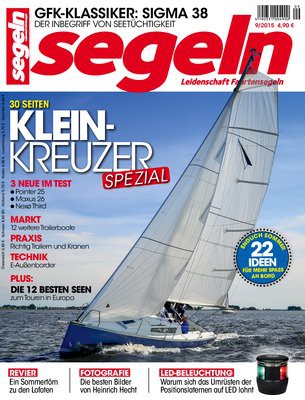 segeln
GFK-KLASSIKER: SIGMA 38
DER INBEGRIFF VON SEETÜCHTIGKEIT
9/2015 4,90 €
segeln
Leidenschaft Fahrtensegeln
30 SEITEN
KLEIN-
KREUZER
SPEZIAL
3 NEUE IM TEST
• Pointer 25
• Maxus 26
• Nexø Third
MARKT
12 weitere Trailerboote
PRAXIS
Richtig Trailern und Kranen
TECHNIK
E-Außenborder
PLUS:
DIE 12 BESTEN SEEN
zum Touren in Europa
ENDLICH SOMMER
22
IDEEN
FÜR MEHR SPASS
AN BORD
REVIER
Ein Sommertörn
zu den Lofoten
FOTOGRAFIE
Die besten Bilder
von Heinrich Hecht
LED-BELEUCHTUNG
Warum sich das Umrüsten der
Positionslaternen auf LED lohnt